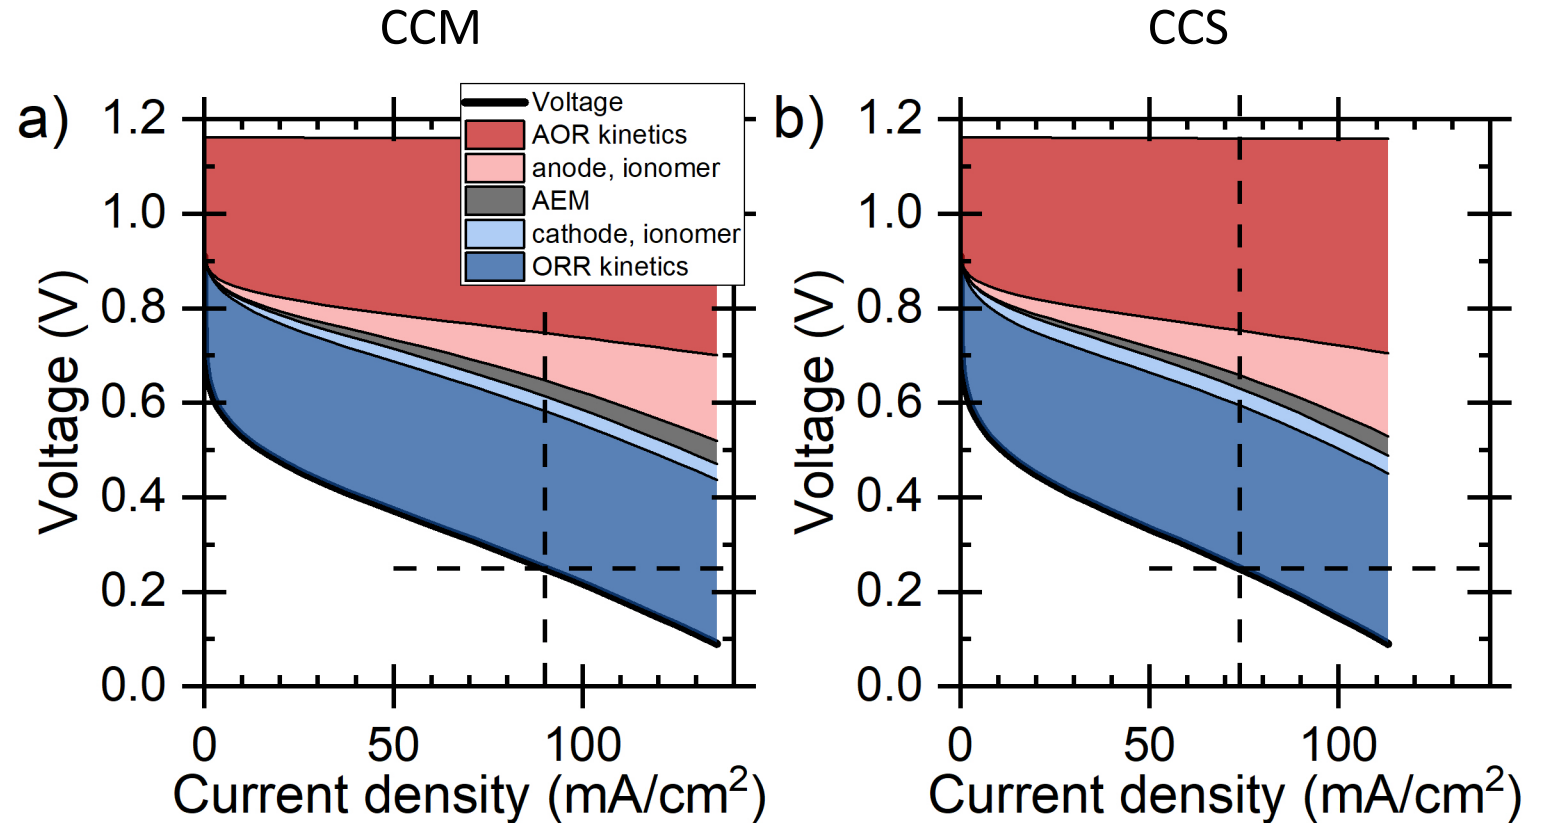 CCM
CCS
a)
b)
Voltage
AOR kinetics
anode, ionomer
AEM
cathode, ionomer
ORR kinetics
Voltage (V)
1.2
1.0
0.8
0.6
0.4
0.2
0.0
0 50 100
Current density (mA/cm²)
Voltage (V)
1.2
1.0
0.8
0.6
0.4
0.2
0.0
0 50 100
Current density (mA/cm²)